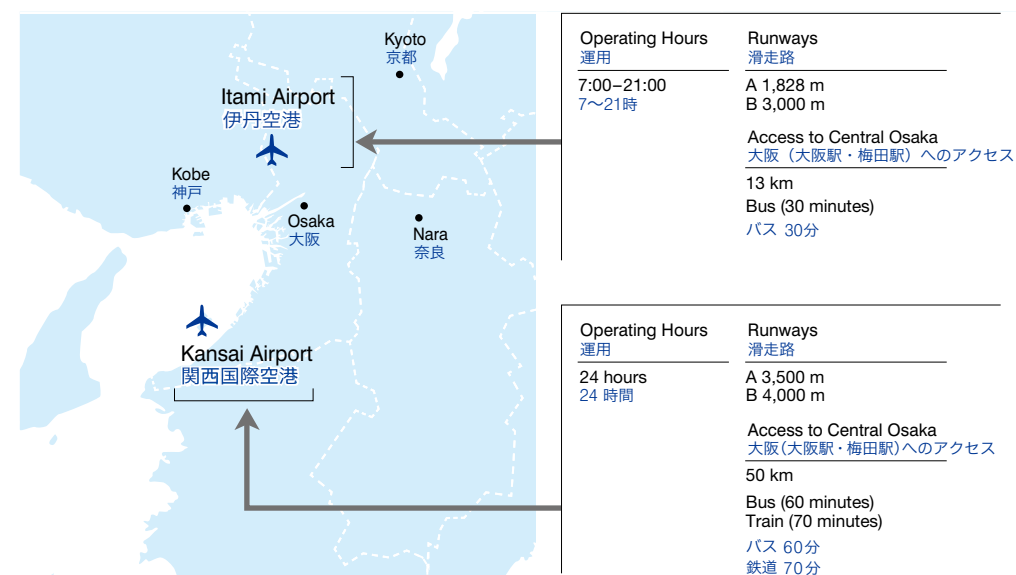 Kyoto
京都
Itami Airport
伊丹空港
Kobe
神戸
Osaka
大阪
Nara
奈良
Kansai Airport
関西国際空港
Operating Hours
運用
7:00–21:00
7〜21時
Runways
滑走路
A 1,828 m
B 3,000 m
Access to Central Osaka
大阪（大阪駅・梅田駅）へのアクセス
13 km
Bus (30 minutes)
バス 30分
Operating Hours
運用
24 hours
24 時間
Runways
滑走路
A 3,500 m
B 4,000 m
Access to Central Osaka
大阪（大阪駅・梅田駅）へのアクセス
50 km
Bus (60 minutes)
Train (70 minutes)
バス 60分
鉄道 70分